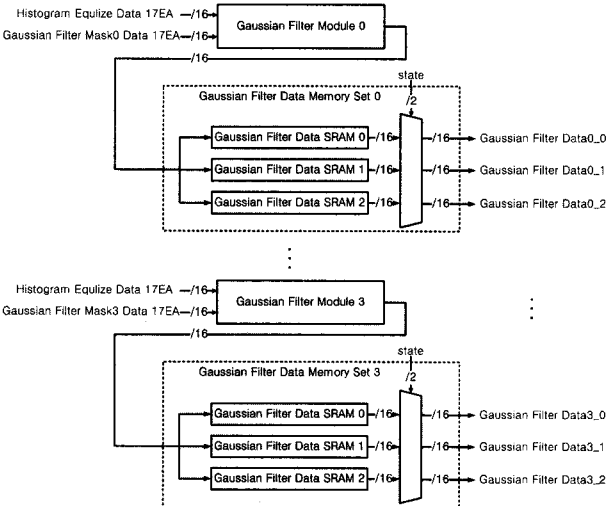 Histogram Equlize Data 17EA /16
Gaussian Filter Module 0
Gaussian Filter Mask0 Data 17EA /16
/16
state
Gaussian Filter Data Memory Set 0
/2
Gaussian Filter Data SRAM 0 /16 /16 Gaussian Filter Data0_0
Gaussian Filter Data SRAM 1 /16 /16 Gaussian Filter Data0_1
Gaussian Filter Data SRAM 2 /16 /16 Gaussian Filter Data0_2
Histogram Equlize Data 17EA /16
Gaussian Filter Module 3
Gaussian Filter Mask3 Data 17EA /16
/16
state
Gaussian Filter Data Memory Set 3
/2
Gaussian Filter Data SRAM 0 /16 /16 Gaussian Filter Data3_0
Gaussian Filter Data SRAM 1 /16 /16 Gaussian Filter Data3_1
Gaussian Filter Data SRAM 2 /16 /16 Gaussian Filter Data3_2